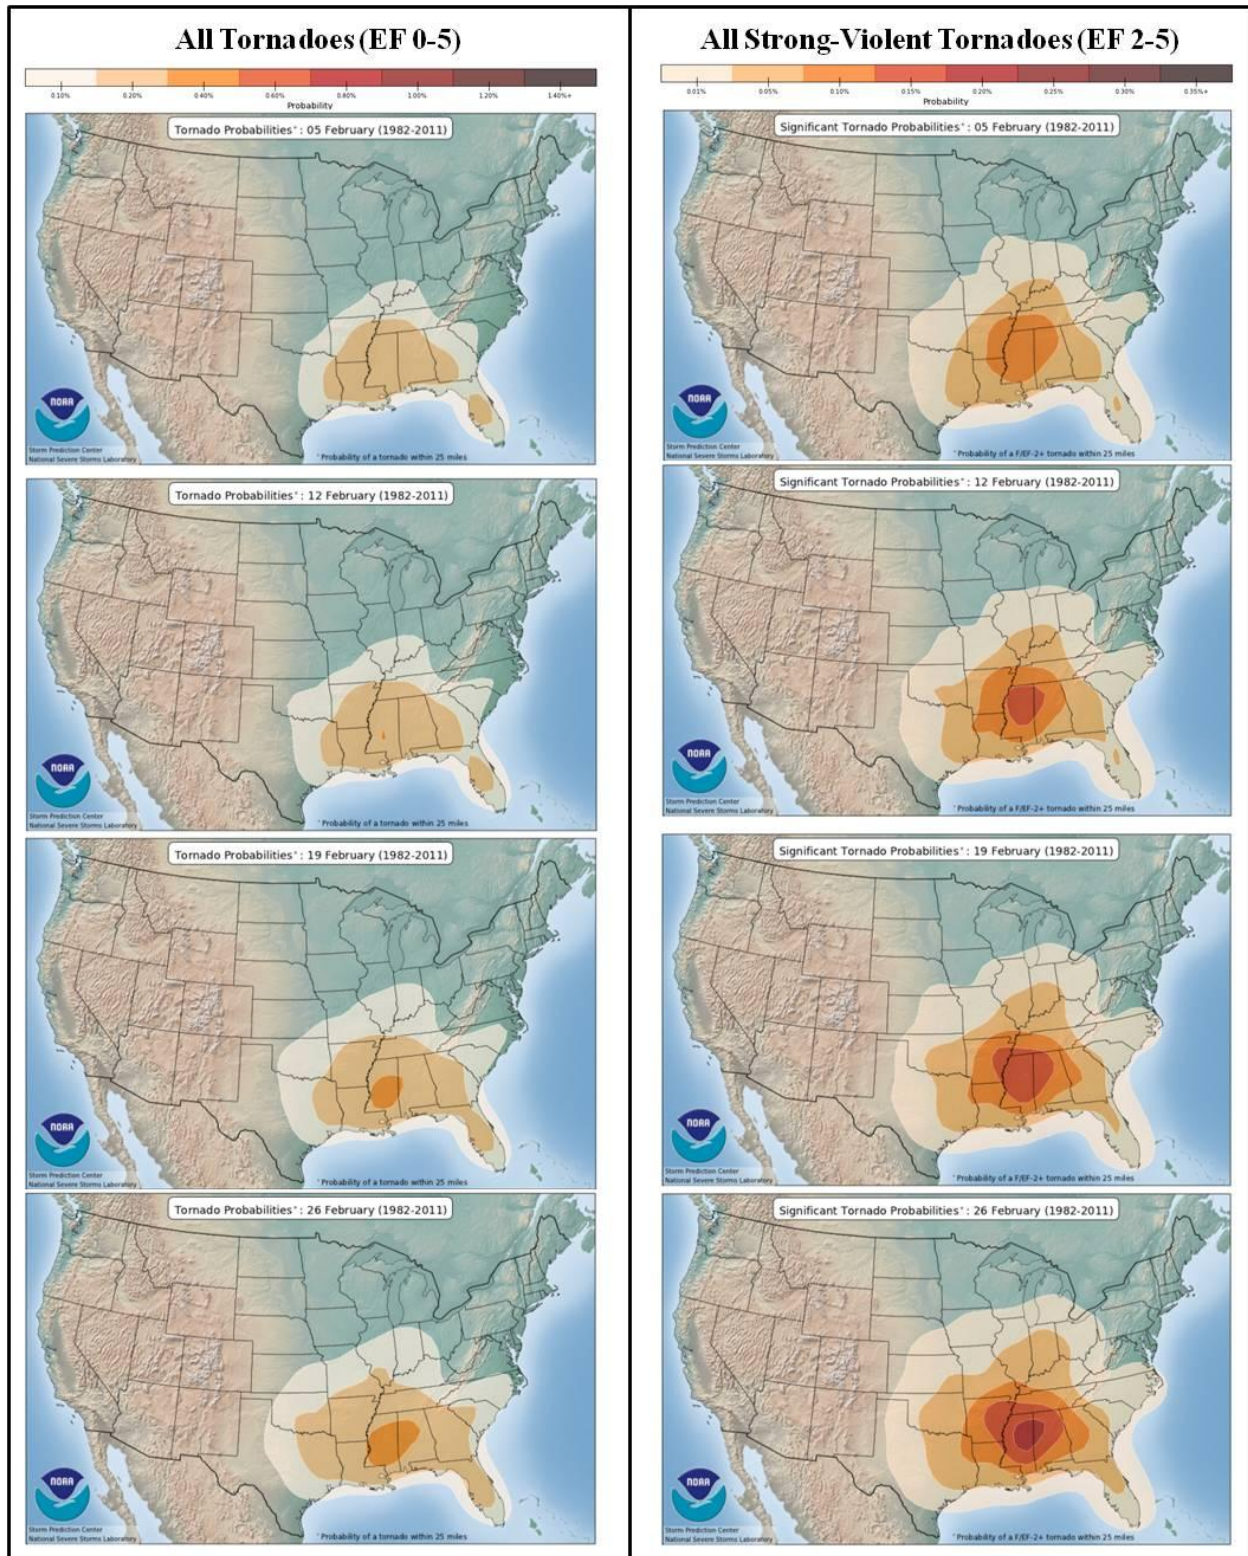 All Tornadoes (EF 0-5)
0.10% 0.20% 0.40% 0.60% 0.80% 1.00% 1.20% 1.40%+
Probability
Tornado Probabilities*: 05 February (1982-2011)
NOAA
Storm Prediction Center
National Severe Storms Laboratory
*Probability of a tornado within 25 miles
Tornado Probabilities*: 12 February (1982-2011)
NOAA
Storm Prediction Center
National Severe Storms Laboratory
*Probability of a tornado within 25 miles
Tornado Probabilities*: 19 February (1982-2011)
NOAA
Storm Prediction Center
National Severe Storms Laboratory
*Probability of a tornado within 25 miles
Tornado Probabilities*: 26 February (1982-2011)
NOAA
Storm Prediction Center
National Severe Storms Laboratory
*Probability of a tornado within 25 miles
All Strong-Violent Tornadoes (EF 2-5)
0.01% 0.05% 0.10% 0.15% 0.20% 0.25% 0.30% 0.35%+
Probability
Significant Tornado Probabilities*: 05 February (1982-2011)
NOAA
Storm Prediction Center
National Severe Storms Laboratory
*Probability of a F/EF-2+ tornado within 25 miles
Significant Tornado Probabilities*: 12 February (1982-2011)
NOAA
Storm Prediction Center
National Severe Storms Laboratory
*Probability of a F/EF-2+ tornado within 25 miles
Significant Tornado Probabilities*: 19 February (1982-2011)
NOAA
Storm Prediction Center
National Severe Storms Laboratory
*Probability of a F/EF-2+ tornado within 25 miles
Significant Tornado Probabilities*: 26 February (1982-2011)
NOAA
Storm Prediction Center
National Severe Storms Laboratory
*Probability of a F/EF-2+ tornado within 25 miles